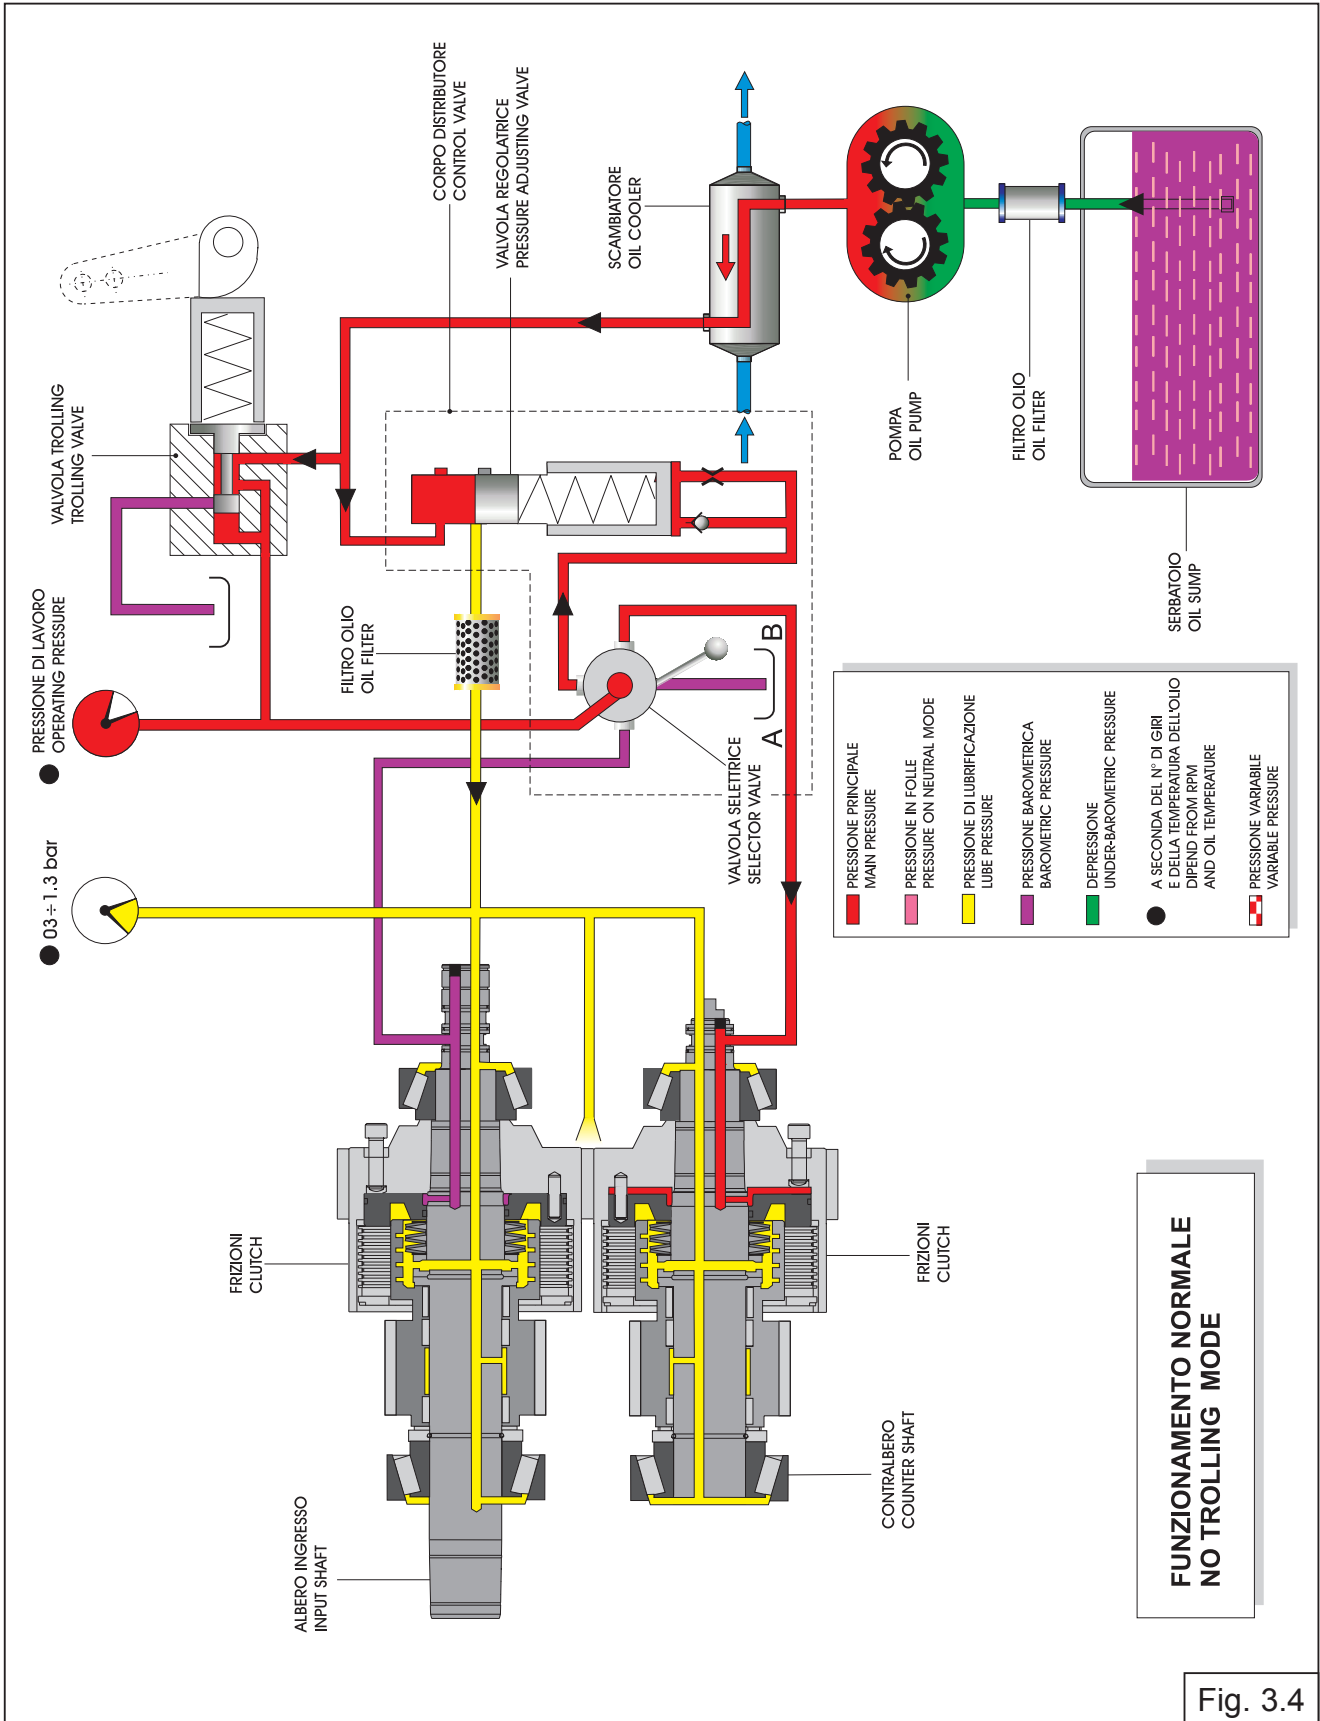 VALVOLA TROLLING
TROLLING VALVE
PRESSIONE DI LAVORO
OPERATING PRESSURE
03÷1.3 bar
CORPO DISTRIBUTORE
CONTROL VALVE
VALVOLA REGOLATRICE
PRESSURE ADJUSTING VALVE
SCAMBIATORE
OIL COOLER
POMPA
OIL PUMP
FILTRO OLIO
OIL FILTER
SERBATOIO
OIL SUMP
FILTRO OLIO
OIL FILTER
A
B
VALVOLA SELETTRICE
SELECTOR VALVE
FRIZIONI
CLUTCH
FRIZIONI
CLUTCH
ALBERO INGRESSO
INPUT SHAFT
CONTRALBERO
COUNTER SHAFT
PRESSIONE PRINCIPALE
MAIN PRESSURE
PRESSIONE IN FOLLE
PRESSURE ON NEUTRAL MODE
PRESSIONE DI LUBRIFICAZIONE
LUBE PRESSURE
PRESSIONE BAROMETRICA
BAROMETRIC PRESSURE
DEPRESSIONE
UNDER-BAROMETRIC PRESSURE
A SECONDA DEL N° DI GIRI
E DELLA TEMPERATURA DELL'OLIO
DIPEND FROM RPM
AND OIL TEMPERATURE
PRESSIONE VARIABILE
VARIABLE PRESSURE
FUNZIONAMENTO NORMALE
NO TROLLING MODE
Fig. 3.4